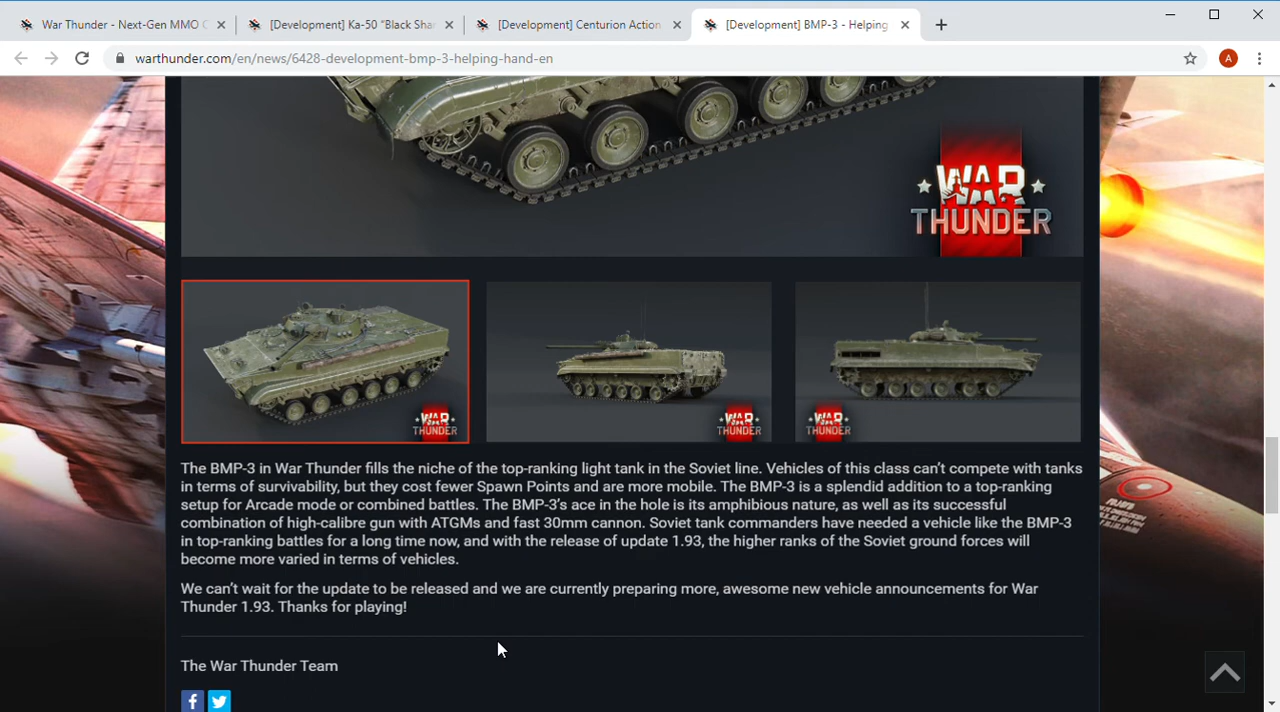 War Thunder - Next-Gen MMO C
[Development] Ka-50 "Black Shar
[Development] Centurion Action
[Development] BMP-3 - Helping
warthunder.com/en/news/6428-development-bmp-3-helping-hand-en
A
WAR
THUNDER
WAR
THUNDER
WAR
THUNDER
WAR
THUNDER
The BMP-3 in War Thunder fills the niche of the top-ranking light tank in the Soviet line. Vehicles of this class can't compete with tanks
in terms of survivability, but they cost fewer Spawn Points and are more mobile. The BMP-3 is a splendid addition to a top-ranking
setup for Arcade mode or combined battles. The BMP-3's ace in the hole is its amphibious nature, as well as its successful
combination of high-calibre gun with ATGMs and fast 30mm cannon. Soviet tank commanders have needed a vehicle like the BMP-3
in top-ranking battles for a long time now, and with the release of update 1.93, the higher ranks of the Soviet ground forces will
become more varied in terms of vehicles.
We can't wait for the update to be released and we are currently preparing more, awesome new vehicle announcements for War
Thunder 1.93. Thanks for playing!
The War Thunder Team
f